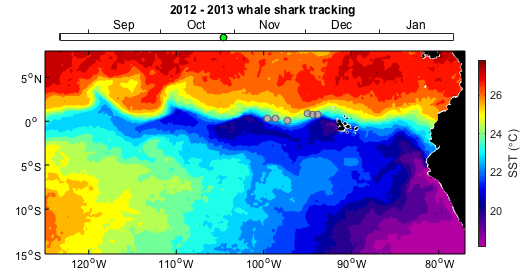 2012 - 2013 whale shark tracking
Sep Oct Nov Dec Jan
5°N
0°
5°S
10°S
15°S
120°W 110°W 100°W 90°W 80°W
26
24
22
20
SST (°C)